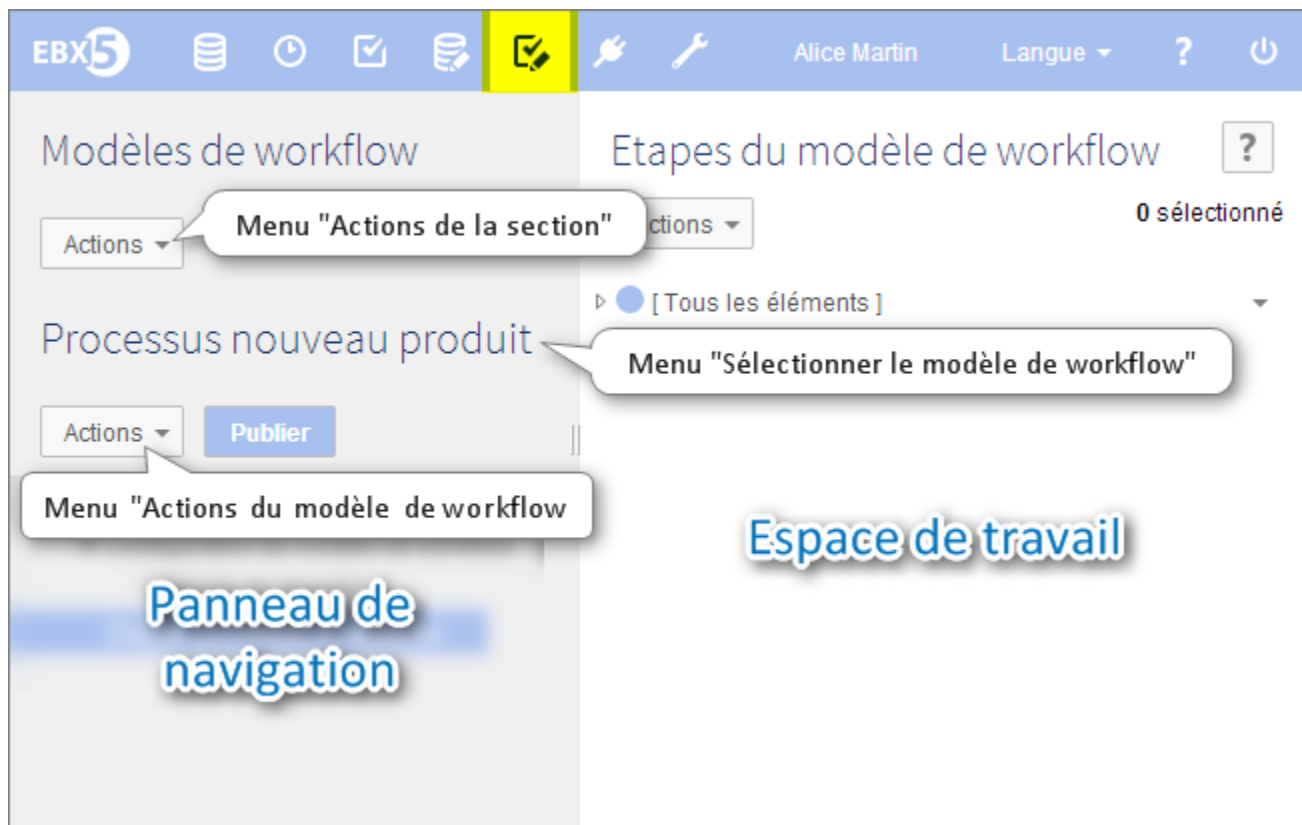 EBX5 Alice Martin Langue ?
Modèles de workflow
Actions
Menu "Actions de la section"
Processus nouveau produit
Actions Publier
Menu "Actions du modèle de workflow
Panneau de
navigation
Etapes du modèle de workflow ?
ctions
0 sélectionné
[ Tous les éléments ]
Menu "Sélectionner le modèle de workflow"
Espace de travail